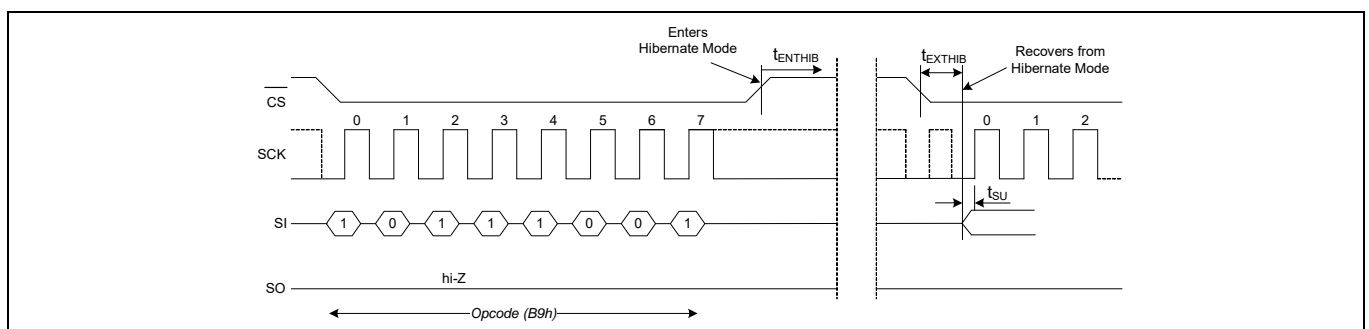 Enters
Hibernate Mode
tENTHIB
tEXTHIB
Recovers from
Hibernate Mode
CS
0 1 2 3 4 5 6 7 0 1 2
SCK
tSU
SI 1 0 1 1 1 0 0 1
hi-Z
SO
Opcode (B9h)